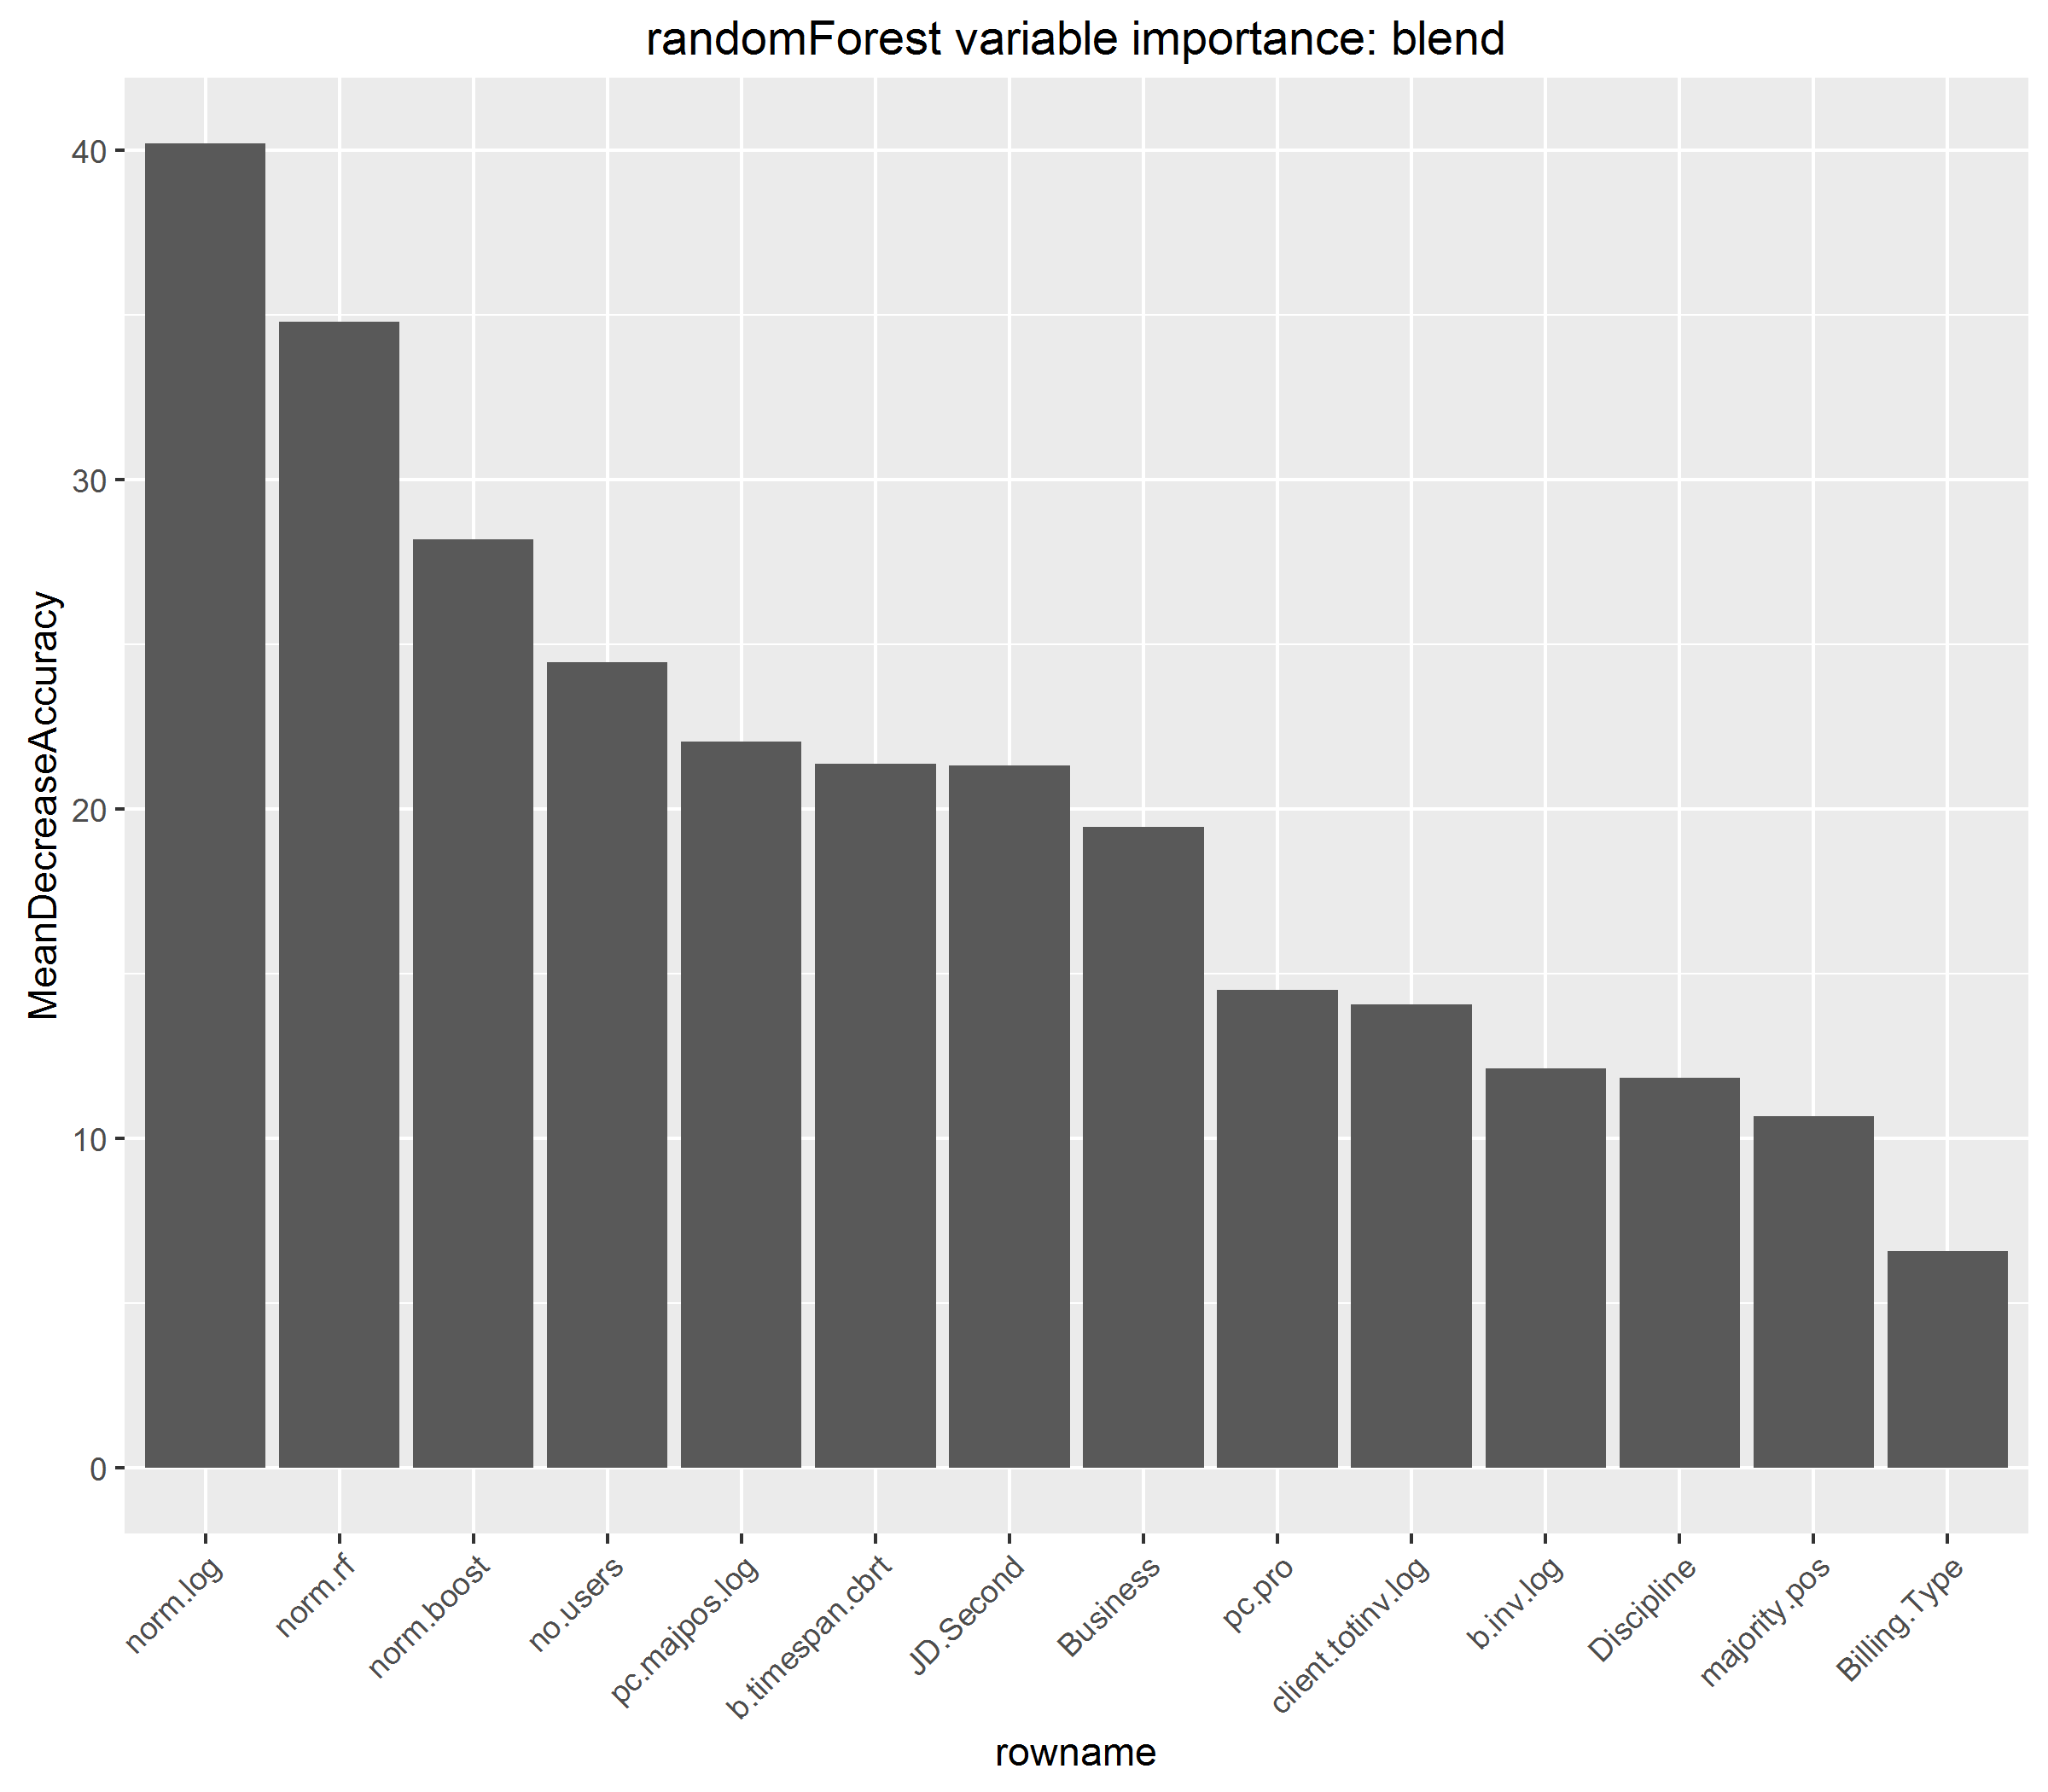 randomForest variable importance: blend
MeanDecreaseAccuracy
40
30
20
10
0
norm.log
norm.rf
norm.boost
no.users
pc.majpos.log
b.timespan.cbrt
JD.Second
Business
pc.pro
client.totinv.log
b.inv.log
Discipline
majority.pos
Billing.Type
rowname